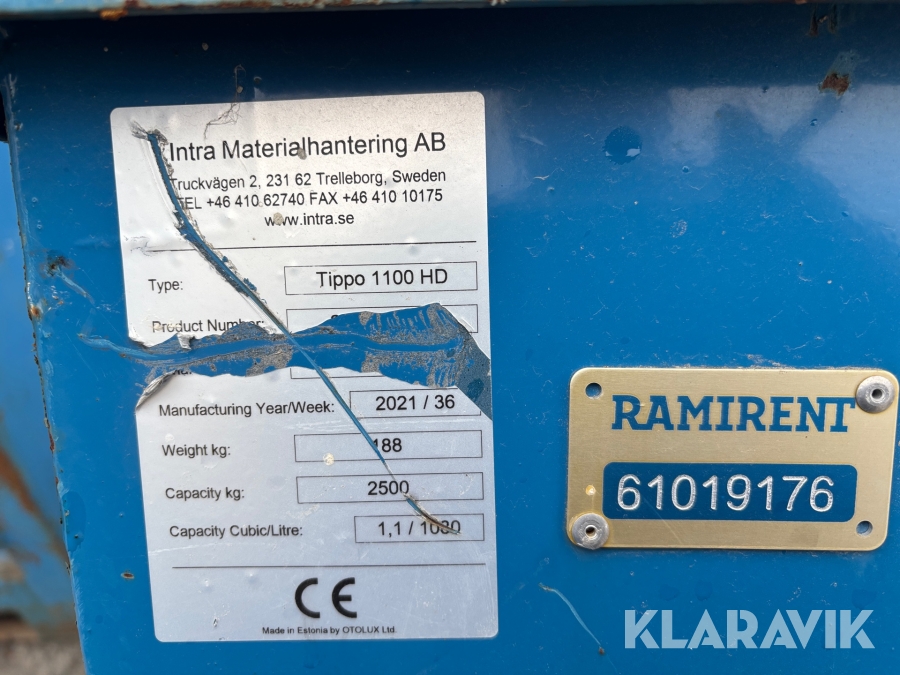 Intra Materialhantering AB
Truckvägen 2, 231 62 Trelleborg, Sweden
TEL +46 410 62740 FAX +46 410 10175
www.intra.se
Type: Tippo 1100 HD
Product Number:
Manufacturing Year/Week: 2021 / 36
Weight kg: 188
Capacity kg: 2500
Capacity Cubic/Litre: 1,1 /
CE
Made in Estonia by OTOLUX Ltd.
RAMIRENT
61019176
KLARAVIK